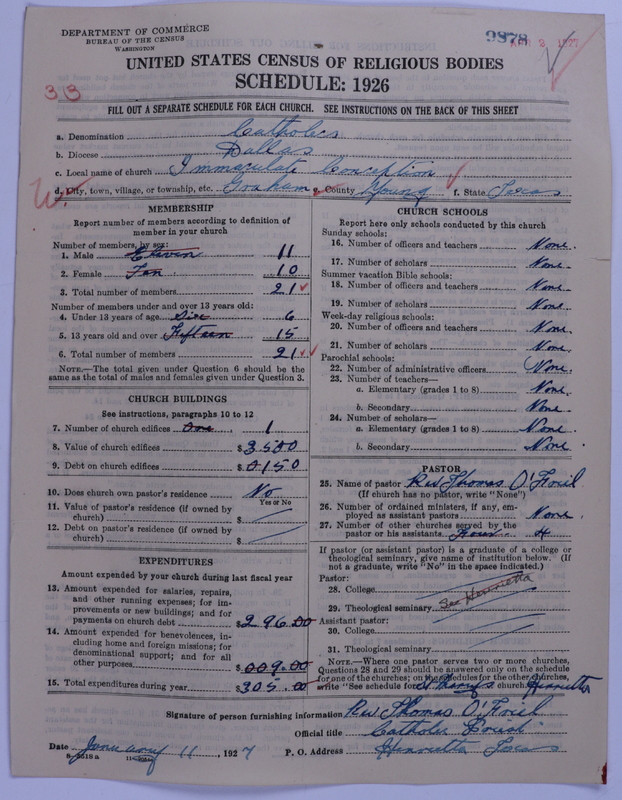 DEPARTMENT OF COMMERCE
BUREAU OF THE CENSUS
WASHINGTON
9878
2 1927
UNITED STATES CENSUS OF RELIGIOUS BODIES
SCHEDULE: 1926
33
FILL OUT A SEPARATE SCHEDULE FOR EACH CHURCH. SEE INSTRUCTIONS ON THE BACK OF THIS SHEET
a. Denomination Catholics
b. Diocese Dallas
c. Local name of church Immaculate Conception
d. City, town, village, or township, etc. Graham e. County Young f. State Texas
MEMBERSHIP
Report number of members according to definition of
member in your church
Number of members, by sex:
1. Male Eleven 11
2. Female Ten 10
3. Total number of members 21
Number of members under and over 13 years old:
4. Under 13 years of age Six 6
5. 13 years old and over Fifteen 15
6. Total number of members 21
NOTE.—The total given under Question 6 should be the
same as the total of males and females given under Question 3.
CHURCH BUILDINGS
See instructions, paragraphs 10 to 12
7. Number of church edifices One 1
8. Value of church edifices $3500
9. Debt on church edifices $0150
10. Does church own pastor's residence No
Yes or No
11. Value of pastor's residence (if owned by
church) $
12. Debt on pastor's residence (if owned by
church) $
EXPENDITURES
Amount expended by your church during last fiscal year
13. Amount expended for salaries, repairs,
and other running expenses; for im-
provements or new buildings; and for
payments on church debt $296.00
14. Amount expended for benevolences, in-
cluding home and foreign missions; for
denominational support; and for all
other purposes $009.00
15. Total expenditures during year $305.00
CHURCH SCHOOLS
Report here only schools conducted by this church
Sunday schools:
16. Number of officers and teachers None
17. Number of scholars None
Summer vacation Bible schools:
18. Number of officers and teachers None
19. Number of scholars None
Week-day religious schools:
20. Number of officers and teachers None
21. Number of scholars None
Parochial schools:
22. Number of administrative officers None
23. Number of teachers—
a. Elementary (grades 1 to 8) None
b. Secondary None
24. Number of scholars—
a. Elementary (grades 1 to 8) None
b. Secondary None
PASTOR
25. Name of pastor Rev Thomas O'
(If church has no pastor, write "None")
26. Number of ordained ministers, if any, em-
ployed as assistant pastors None
27. Number of other churches served by the
pastor or his assistants Four 4
If pastor (or assistant pastor) is a graduate of a college or
theological seminary, give name of institution below. (If
not a graduate, write "No" in the space indicated.)
Pastor:
28. College
29. Theological seminary See Henrietta
Assistant pastor:
30. College
31. Theological seminary
NOTE.—Where one pastor serves two or more churches,
Questions 28 and 29 should be answered only on the schedule
for one of the churches; on the schedules for the other churches,
write "See schedule for St Marys church, Henrietta
Signature of person furnishing information Rev Thomas O'
Official title Catholic Priest
Date January 11, 1927 P. O. Address Henrietta Texas
8-5518a